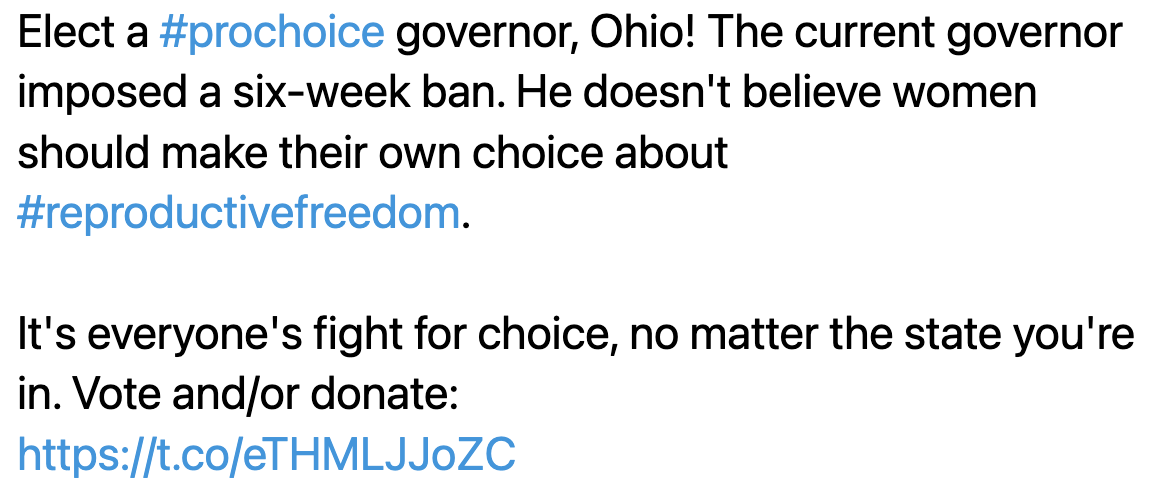 Elect a #prochoice governor, Ohio! The current governor
imposed a six-week ban. He doesn't believe women
should make their own choice about
#reproductivefreedom.
It's everyone's fight for choice, no matter the state you're
in. Vote and/or donate:
https://t.co/eTHMLJJoZC